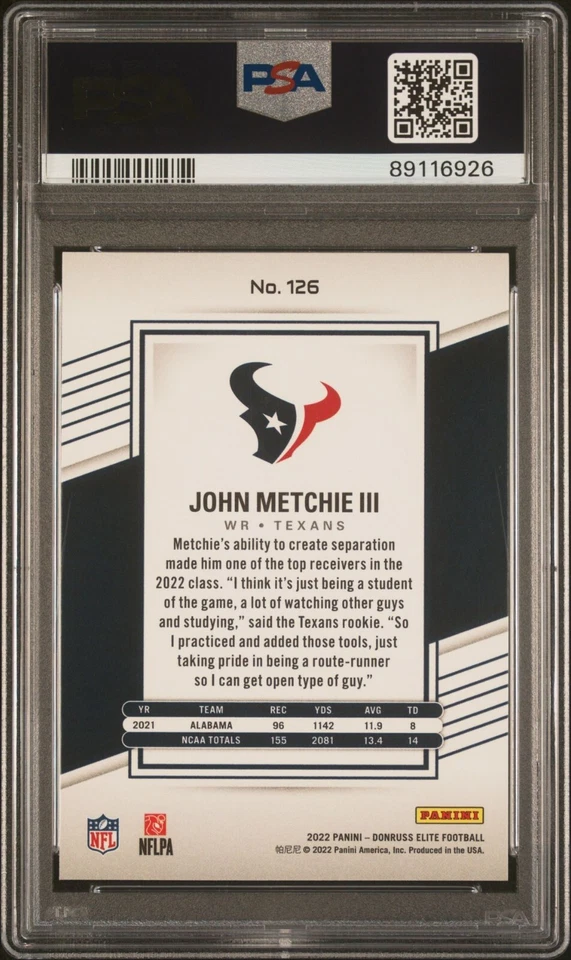 PSA
89116926
No. 126
JOHN METCHIE III
WR • TEXANS
Metchie's ability to create separation
made him one of the top receivers in the
2022 class. "I think it's just being a student
of the game, a lot of watching other guys
and studying," said the Texans rookie. "So
I practiced and added those tools, just
taking pride in being a route-runner
so I can get open type of guy."
YR TEAM REC YDS AVG TD
2021 ALABAMA 96 1142 11.9 8
NCAA TOTALS 155 2081 13.4 14
PANINI
NFL
NFLPA
2022 PANINI – DONRUSS ELITE FOOTBALL
帕尼尼 © 2022 Panini America, Inc. Produced in the USA.
PSA